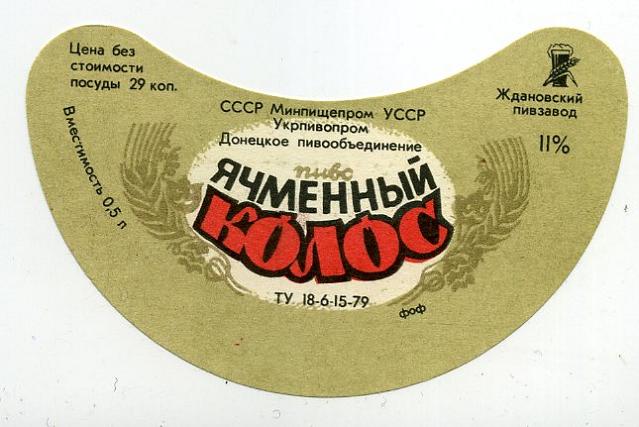 Цена без
стоимости
посуды 29 коп.
Вместимость 0,5 л
СССР Минпищепром УССР
Укрпивопром
Донецкое пивообъединение
пиво
ЯЧМЕННЫЙ
КОЛОС
ТУ 18-6-15-79
фоф
Ждановский
пивзавод
11%